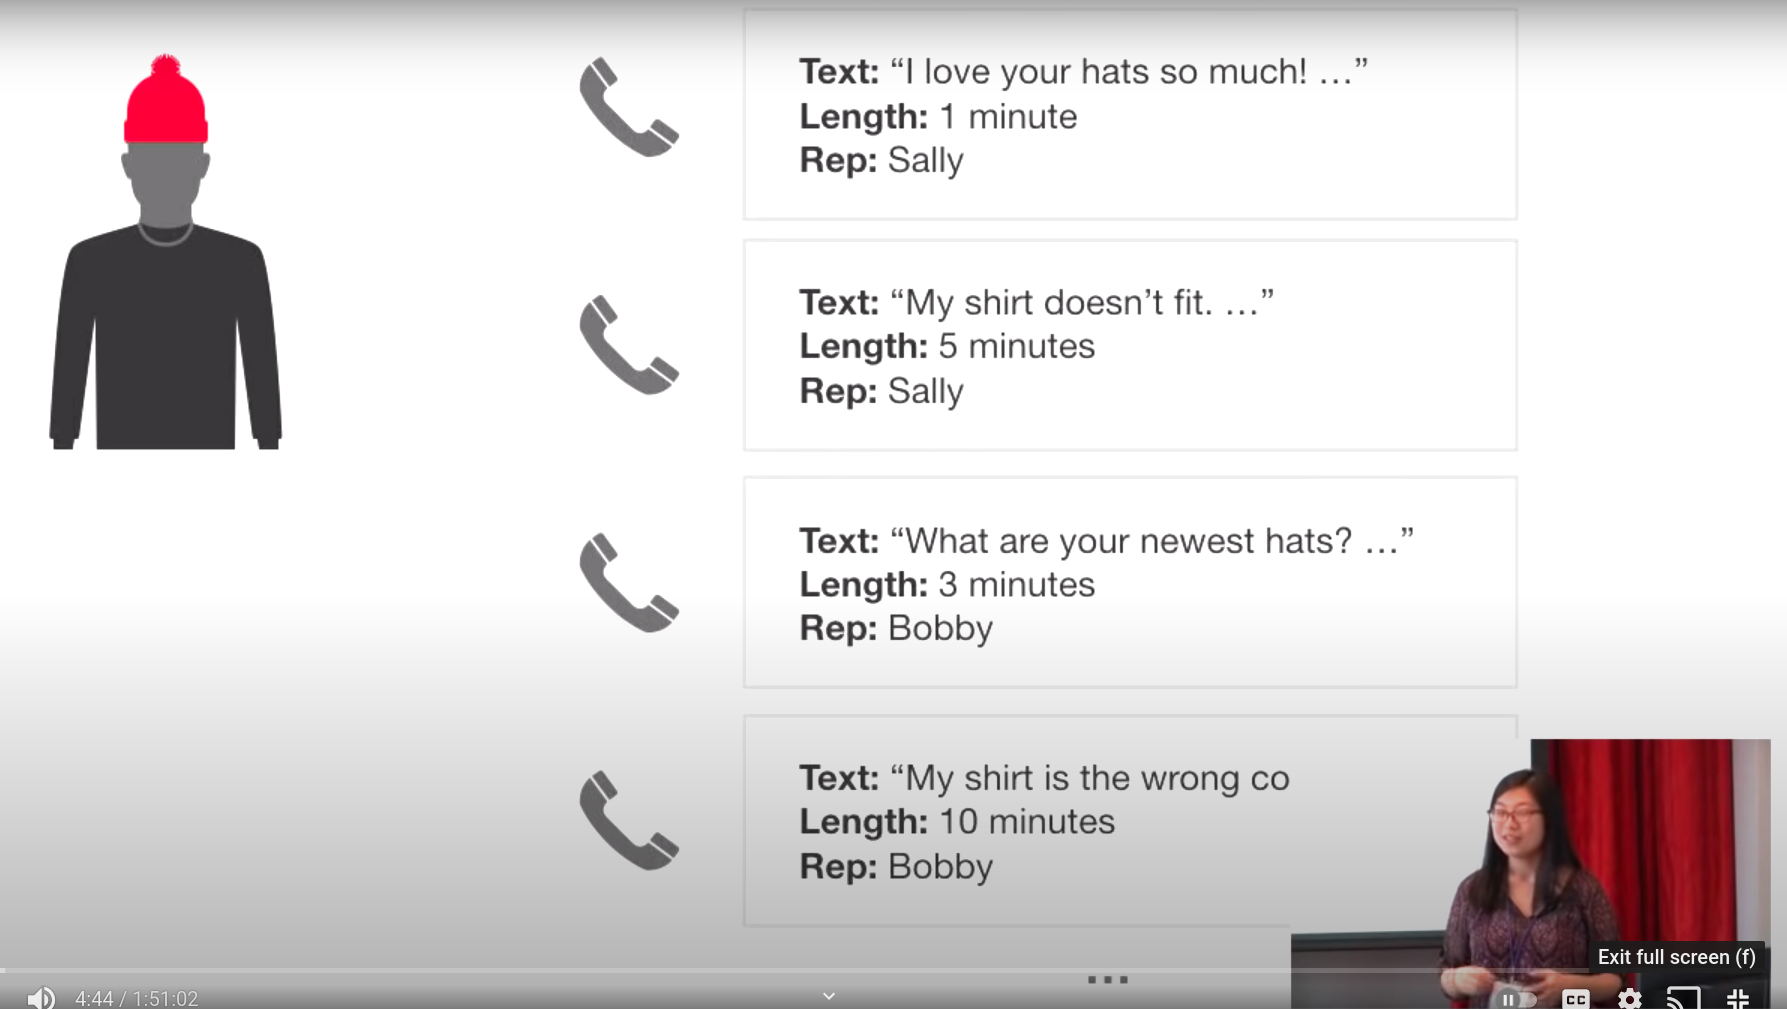 Text: “I love your hats so much! …”
Length: 1 minute
Rep: Sally
Text: “My shirt doesn’t fit. …”
Length: 5 minutes
Rep: Sally
Text: “What are your newest hats? …”
Length: 3 minutes
Rep: Bobby
Text: “My shirt is the wrong co
Length: 10 minutes
Rep: Bobby
...
Exit full screen (f)
4:44 / 1:51:02
CC